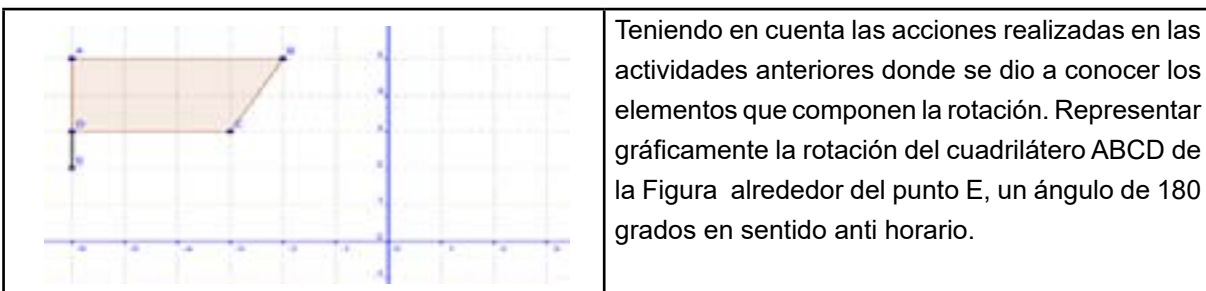 Teniendo en cuenta las acciones realizadas en las
actividades anteriores donde se dio a conocer los
elementos que componen la rotación. Representar
gráficamente la rotación del cuadrilátero ABCD de
la Figura alrededor del punto E, un ángulo de 180
grados en sentido anti horario.